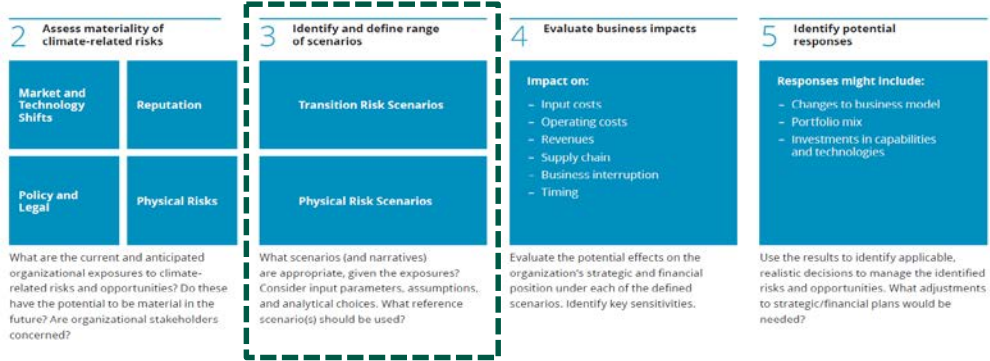 2
Assess materiality of
climate-related risks
Market and
Technology
Shifts
Reputation
Policy and
Legal
Physical Risks
What are the current and anticipated
organizational exposures to climate-
related risks and opportunities? Do these
have the potential to be material in the
future? Are organizational stakeholders
concerned?
3
Identify and define range
of scenarios
Transition Risk Scenarios
Physical Risk Scenarios
What scenarios (and narratives)
are appropriate, given the exposures?
Consider input parameters, assumptions,
and analytical choices. What reference
scenario(s) should be used?
4
Evaluate business impacts
Impact on:
– Input costs
– Operating costs
– Revenues
– Supply chain
– Business interruption
– Timing
Evaluate the potential effects on the
organization's strategic and financial
position under each of the defined
scenarios. Identify key sensitivities.
5
Identify potential
responses
Responses might include:
– Changes to business model
– Portfolio mix
– Investments in capabilities
and technologies
Use the results to identify applicable,
realistic decisions to manage the identified
risks and opportunities. What adjustments
to strategic/financial plans would be
needed?